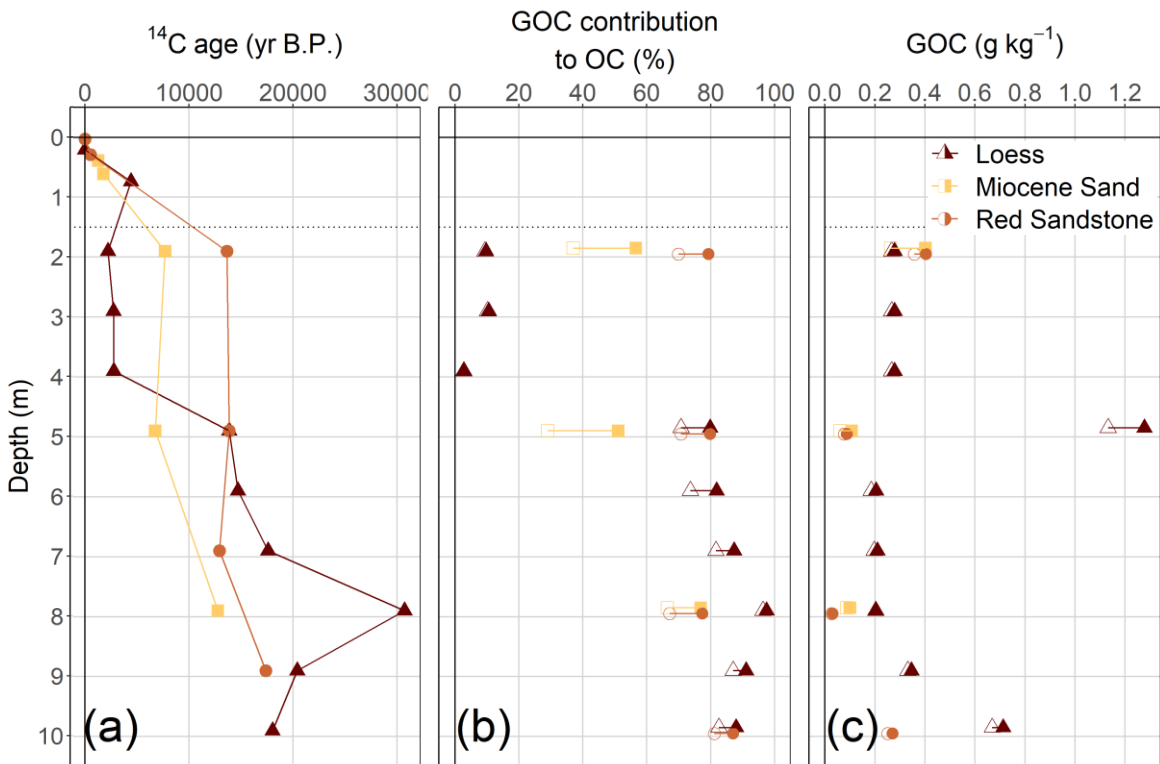 ¹⁴C age (yr B.P.)
0 10000 20000 30000
GOC contribution
to OC (%)
0 20 40 60 80 100
GOC (g kg⁻¹)
0.0 0.2 0.4 0.6 0.8 1.0 1.2
Depth (m)
0
1
2
3
4
5
6
7
8
9
10
Loess
Miocene Sand
Red Sandstone
(a)
(b)
(c)